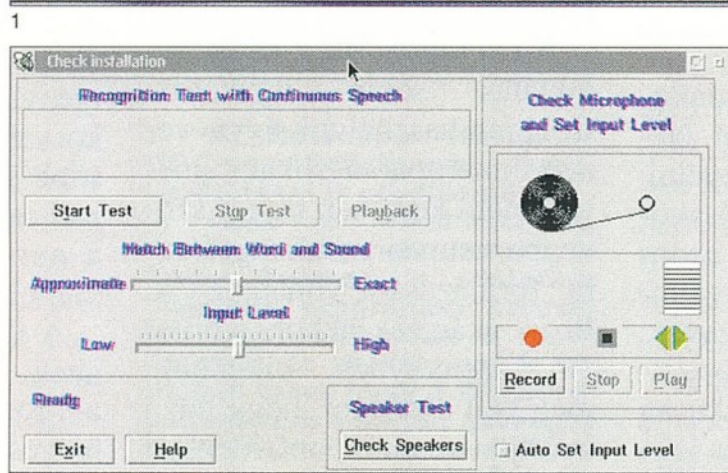 1
Check installation
Recognition Test with Continuous Speech
Start Test Stop Test Playback
Match Between Word and Sound
Approximate Exact
Input Level
Low High
Ready
Exit Help
Speaker Test
Check Speakers
Check Microphone
and Set Input Level
Record Stop Play
Auto Set Input Level